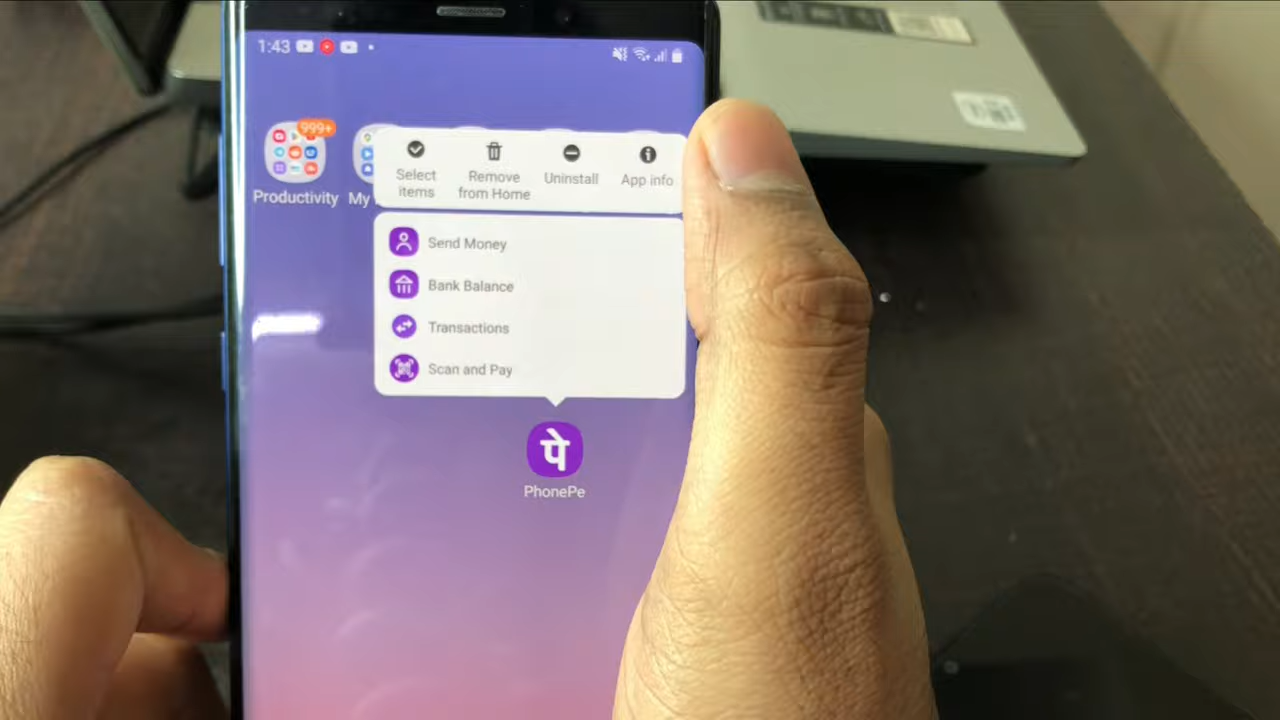 1:43
999+
Productivity
My
Select
items
Remove
from Home
Uninstall
App info
Send Money
Bank Balance
Transactions
Scan and Pay
पे
PhonePe